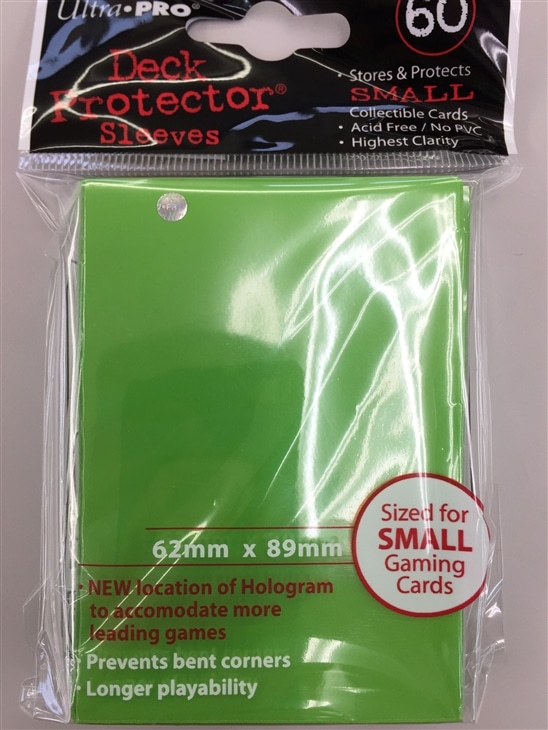 Ultra•PRO®
60
Deck
Protector®
Sleeves
• Stores & Protects
SMALL
Collectible Cards
• Acid Free / No PVC
• Highest Clarity
62mm x 89mm
Sized for
SMALL
Gaming
Cards
• NEW location of Hologram
to accomodate more
leading games
• Prevents bent corners
• Longer playability